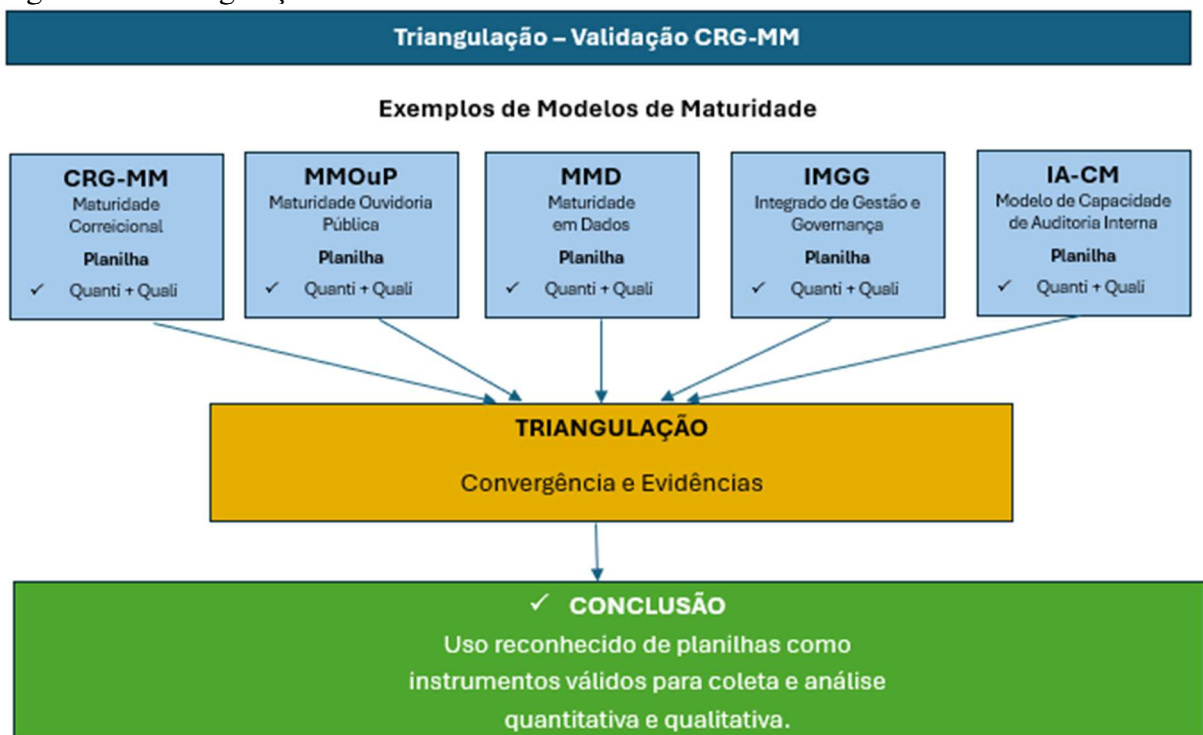 Triangulação – Validação CRG-MM
Exemplos de Modelos de Maturidade
CRG-MM
Maturidade
Correicional
Planilha
✓ Quanti + Quali
MMOuP
Maturidade Ouvidoria
Pública
Planilha
✓ Quanti + Quali
MMD
Maturidade
em Dados
Planilha
✓ Quanti + Quali
IMGG
Integrado de Gestão e
Governança
Planilha
✓ Quanti + Quali
IA-CM
Modelo de Capacidade
de Auditoria Interna
Planilha
✓ Quanti + Quali
TRIANGULAÇÃO
Convergência e Evidências
✓ CONCLUSÃO
Uso reconhecido de planilhas como
instrumentos válidos para coleta e análise
quantitativa e qualitativa.